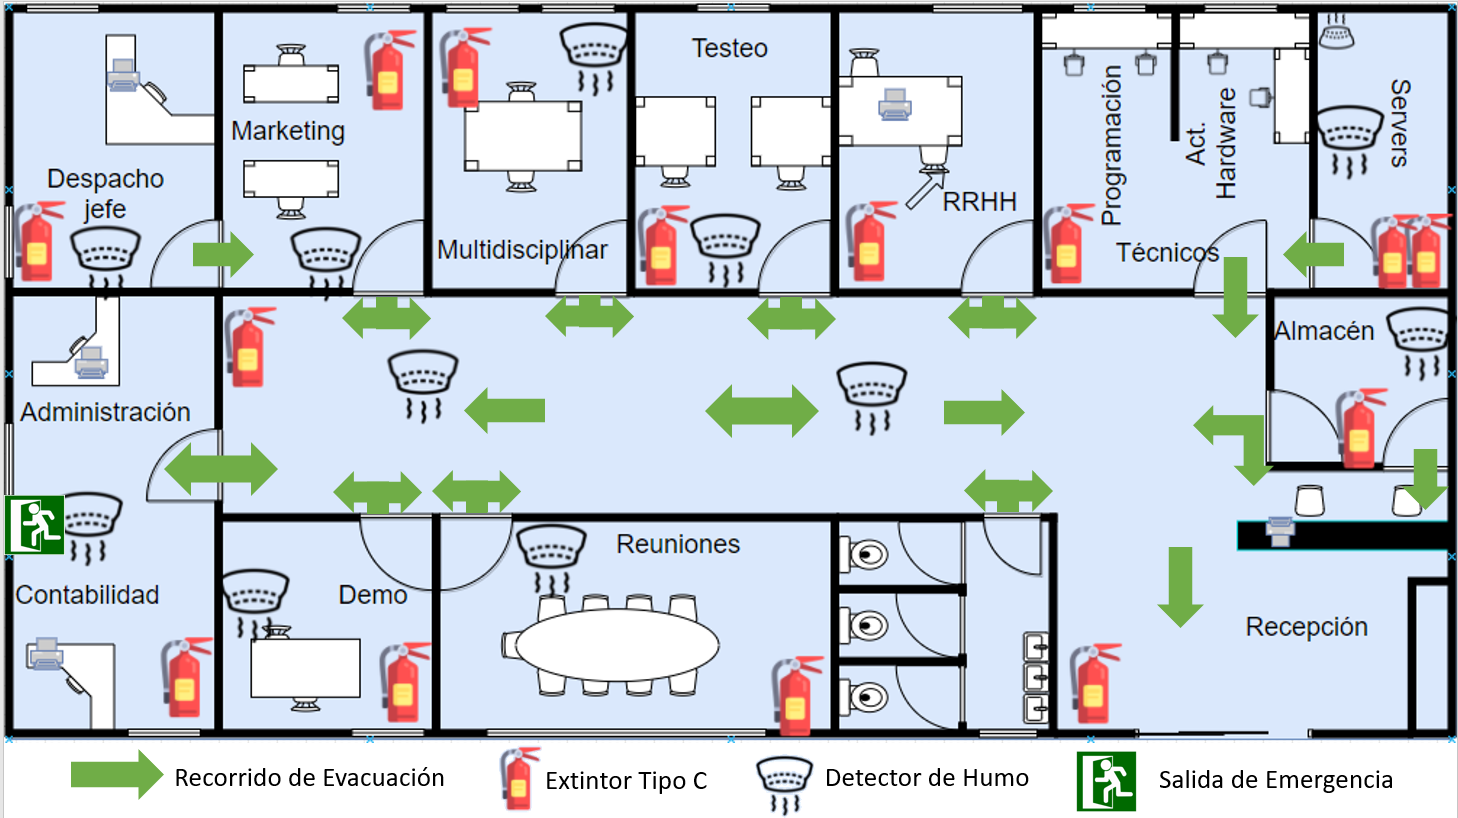 Testeo
Marketing
Despacho
jefe
Multidisciplinar
RRHH
Programación
Act.
Hardware
Técnicos
Servers
Almacén
Administración
Contabilidad
Demo
Reuniones
Recepción
Recorrido de Evacuación
Extintor Tipo C
Detector de Humo
Salida de Emergencia